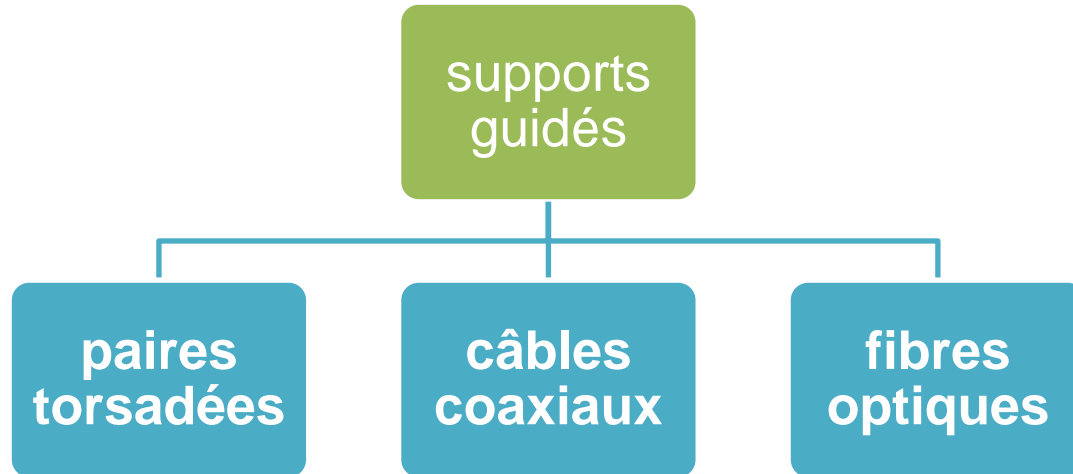 supports
guidés
paires
torsadées
câbles
coaxiaux
fibres
optiques